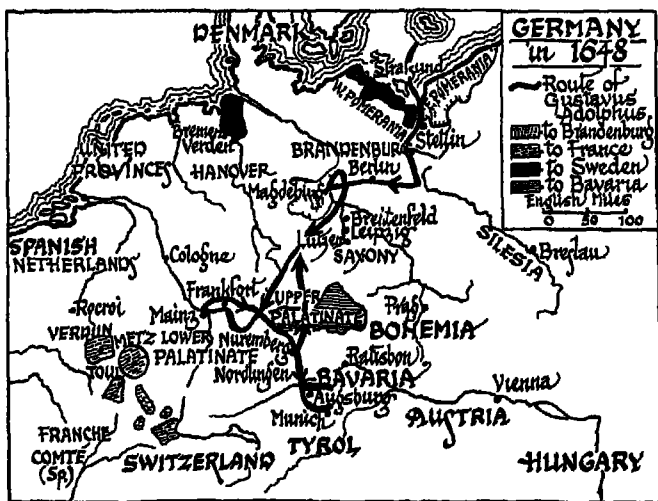 GERMANY
in 1648
Route of
Gustavus
Adolphus
to Brandenburg
to France
to Sweden
to Bavaria
English Miles
0 50 100
DENMARK
Stralsund
W. POMERANIA
E. POMERANIA
Stettin
Bremen
Verden
UNITED
PROVINCES
HANOVER
BRANDENBURG
Berlin
Magdeburg
Breitenfeld
Leipzig
Lutzen
SAXONY
SILESIA
Breslau
SPANISH
NETHERLANDS
Cologne
Frankfort
Mainz
UPPER
PALATINATE
Prag
BOHEMIA
Rocroi
VERDUN
METZ
TOUL
LOWER
PALATINATE
Nuremberg
Nordlingen
Ratisbon
BAVARIA
Augsburg
Munich
Vienna
AUSTRIA
TYROL
FRANCHE
COMTE
(Sp.)
SWITZERLAND
HUNGARY